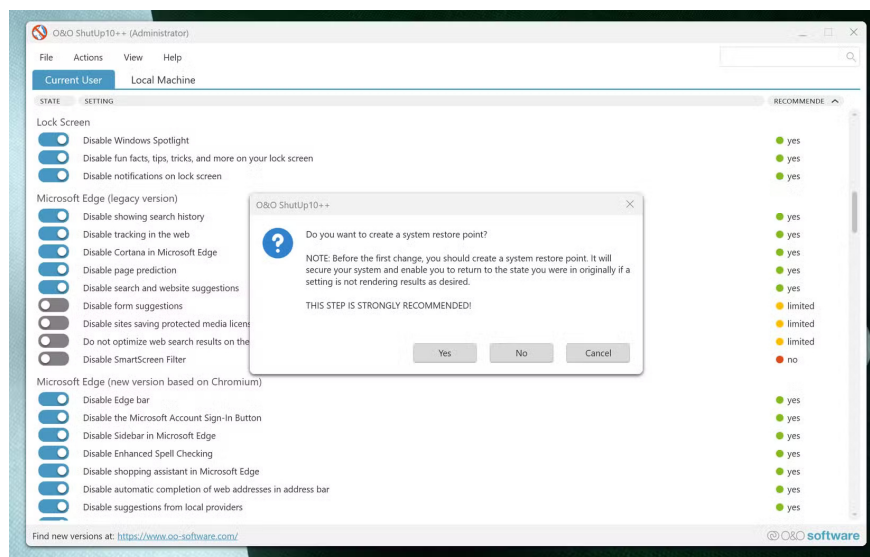 O&O ShutUp10++ (Administrator)
File Actions View Help
Current User Local Machine
STATE SETTING RECOMMENDE
Lock Screen
Disable Windows Spotlight yes
Disable fun facts, tips, tricks, and more on your lock screen yes
Disable notifications on lock screen yes
Microsoft Edge (legacy version)
Disable showing search history yes
Disable tracking in the web yes
Disable Cortana in Microsoft Edge yes
Disable page prediction yes
Disable search and website suggestions yes
Disable form suggestions limited
Disable sites saving protected media licens limited
Do not optimize web search results on the limited
Disable SmartScreen Filter no
O&O ShutUp10++
Do you want to create a system restore point?
NOTE: Before the first change, you should create a system restore point. It will
secure your system and enable you to return to the state you were in originally if a
setting is not rendering results as desired.
THIS STEP IS STRONGLY RECOMMENDED!
Yes No Cancel
Microsoft Edge (new version based on Chromium)
Disable Edge bar yes
Disable the Microsoft Account Sign-In Button yes
Disable Sidebar in Microsoft Edge yes
Disable Enhanced Spell Checking yes
Disable shopping assistant in Microsoft Edge yes
Disable automatic completion of web addresses in address bar yes
Disable suggestions from local providers yes
Find new versions at: https://www.oo-software.com/ O&O software